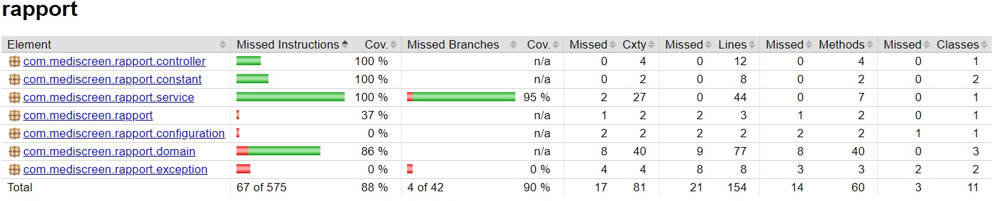 rapport
Element Missed Instructions Cov. Missed Branches Cov. Missed Cxty Missed Lines Missed Methods Missed Classes
com.mediscreen.rapport.controller 100 % n/a 0 4 0 12 0 4 0 1
com.mediscreen.rapport.constant 100 % n/a 0 2 0 8 0 2 0 2
com.mediscreen.rapport.service 100 % 95 % 2 27 0 44 0 7 0 1
com.mediscreen.rapport 37 % n/a 1 2 2 3 1 2 0 1
com.mediscreen.rapport.configuration 0 % n/a 2 2 2 2 2 2 1 1
com.mediscreen.rapport.domain 86 % n/a 8 40 9 77 8 40 0 3
com.mediscreen.rapport.exception 0 % 0 % 4 4 8 8 3 3 2 2
Total 67 of 575 88 % 4 of 42 90 % 17 81 21 154 14 60 3 11